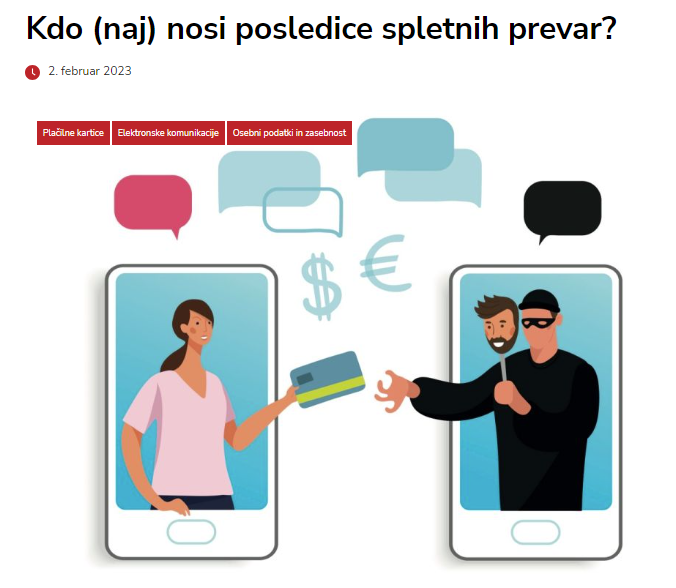 Kdo (naj) nosi posledice spletnih prevar?
2. februar 2023
Plačilne kartice Elektronske komunikacije Osebni podatki in zasebnost
$ €